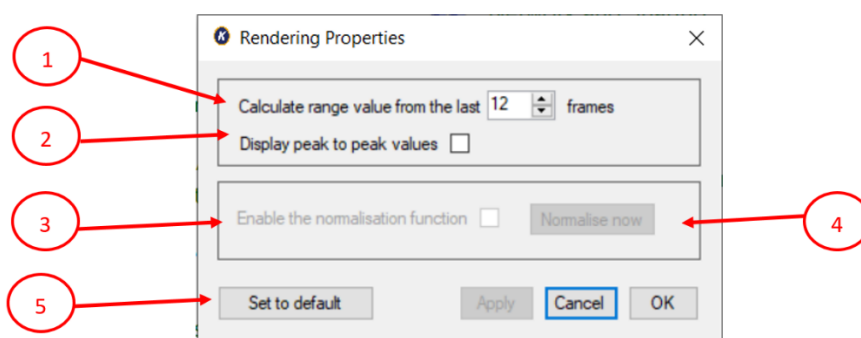 Rendering Properties
1
Calculate range value from the last 12 frames
2
Display peak to peak values
3
Enable the normalisation function Normalise now
4
5
Set to default Apply Cancel OK